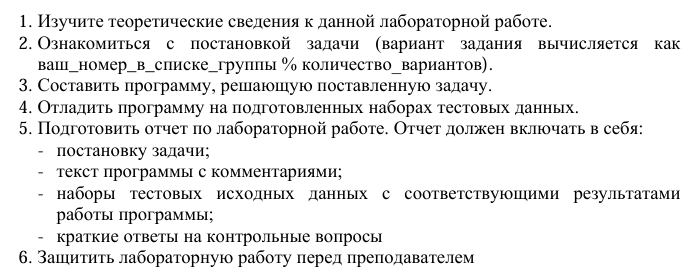 1. Изучите теоретические сведения к данной лабораторной работе.
2. Ознакомиться с постановкой задачи (вариант задания вычисляется как
ваш_номер_в_списке_группы % количество_вариантов).
3. Составить программу, решающую поставленную задачу.
4. Отладить программу на подготовленных наборах тестовых данных.
5. Подготовить отчет по лабораторной работе. Отчет должен включать в себя:
- постановку задачи;
- текст программы с комментариями;
- наборы тестовых исходных данных с соответствующими результатами
работы программы;
- краткие ответы на контрольные вопросы
6. Защитить лабораторную работу перед преподавателем